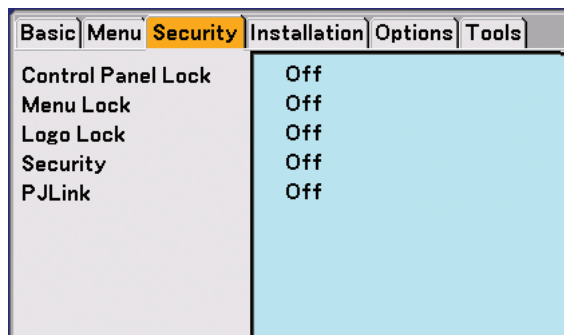 Basic Menu Security Installation Options Tools
Control Panel Lock Off
Menu Lock Off
Logo Lock Off
Security Off
PJLink Off